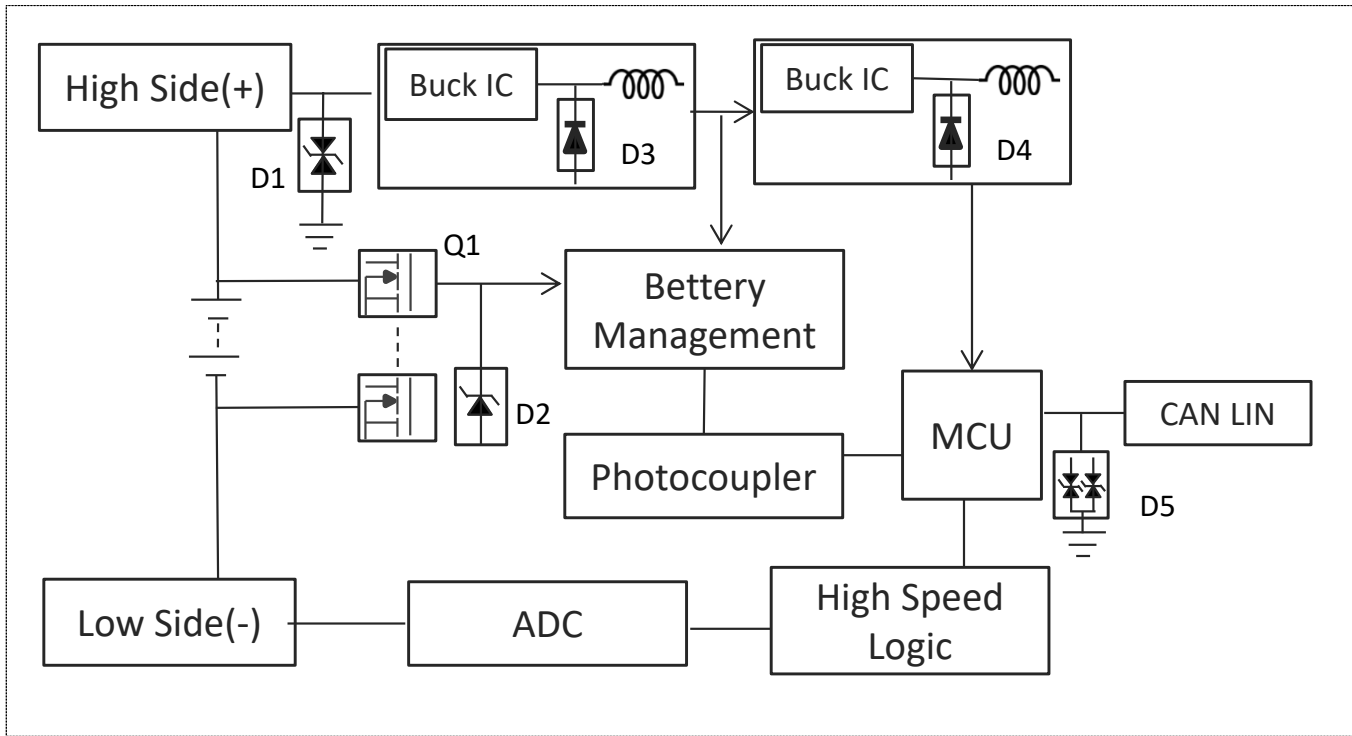 High Side(+)
Buck IC
Buck IC
D3
D4
D1
Q1
Bettery
Management
D2
MCU
CAN LIN
Photocoupler
D5
Low Side(-)
ADC
High Speed
Logic